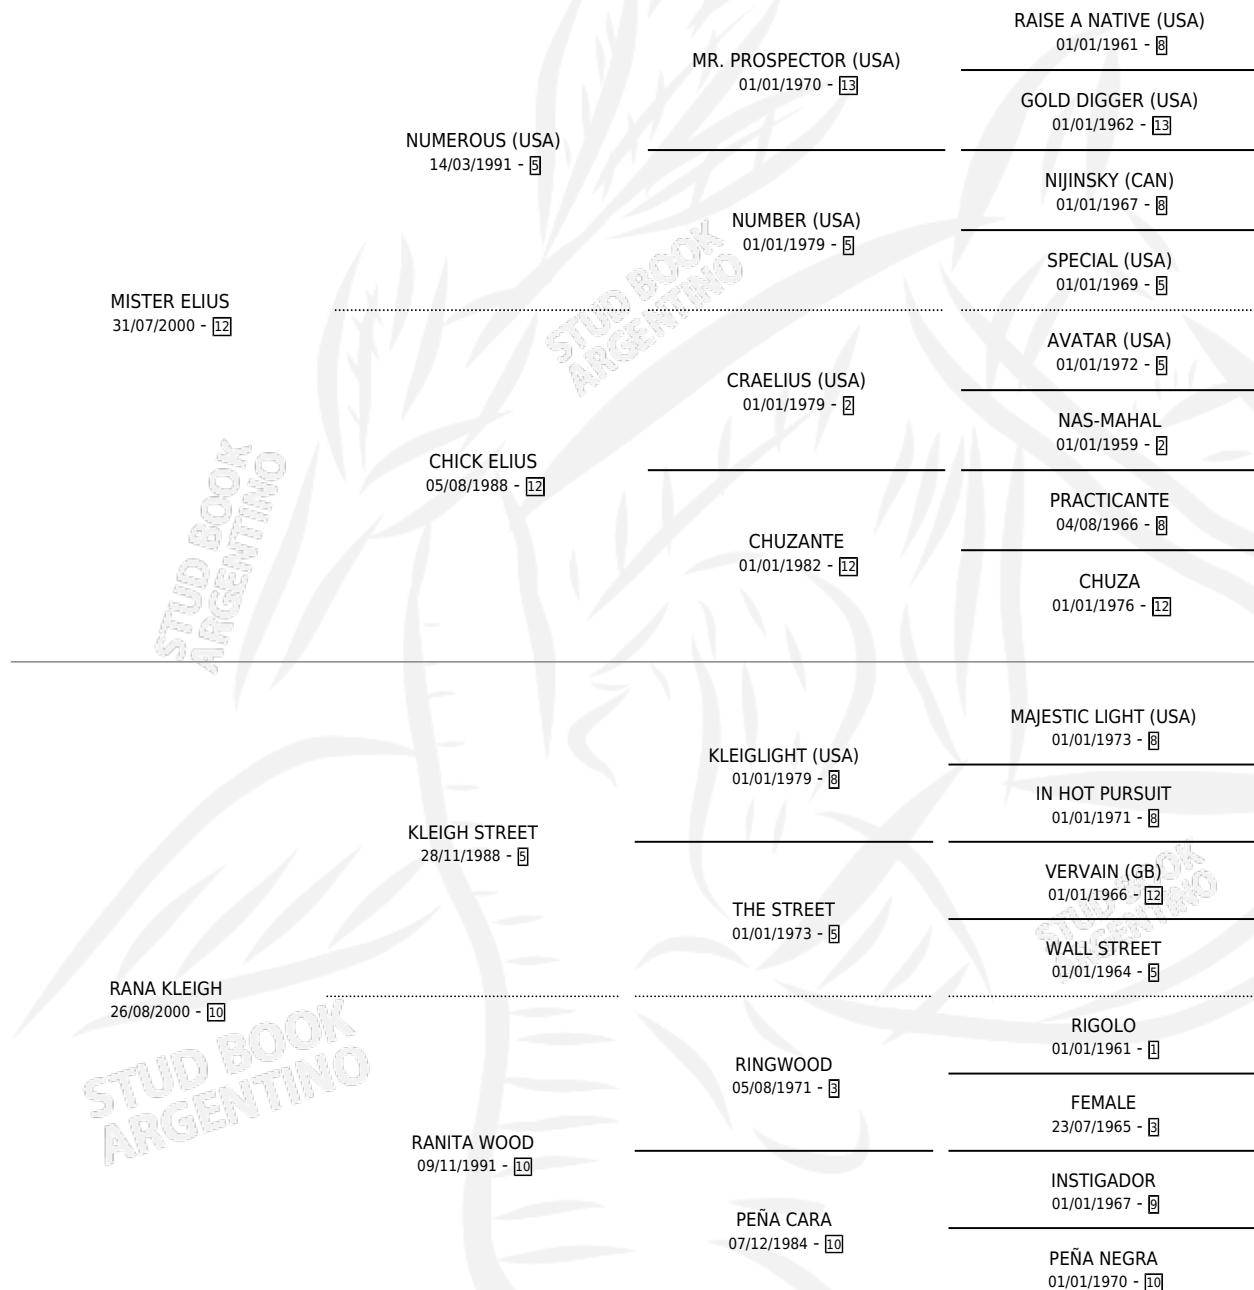 RAISE A NATIVE (USA)
01/01/1961 - 8
MR. PROSPECTOR (USA)
01/01/1970 - 13
GOLD DIGGER (USA)
01/01/1962 - 13
NUMEROUS (USA)
14/03/1991 - 5
NIJINSKY (CAN)
01/01/1967 - 8
NUMBER (USA)
01/01/1979 - 5
SPECIAL (USA)
01/01/1969 - 5
MISTER ELIUS
31/07/2000 - 12
AVATAR (USA)
01/01/1972 - 5
CRAELIUS (USA)
01/01/1979 - 2
NAS-MAHAL
01/01/1959 - 2
CHICK ELIUS
05/08/1988 - 12
PRACTICANTE
04/08/1966 - 8
CHUZANTE
01/01/1982 - 12
CHUZA
01/01/1976 - 12
MAJESTIC LIGHT (USA)
01/01/1973 - 8
KLEIGLIGHT (USA)
01/01/1979 - 8
IN HOT PURSUIT
01/01/1971 - 8
KLEIGH STREET
28/11/1988 - 5
VERVAIN (GB)
01/01/1966 - 12
THE STREET
01/01/1973 - 5
WALL STREET
01/01/1964 - 5
RANA KLEIGH
26/08/2000 - 10
RIGOLO
01/01/1961 - 1
RINGWOOD
05/08/1971 - 3
FEMALE
23/07/1965 - 3
RANITA WOOD
09/11/1991 - 10
INSTIGADOR
01/01/1967 - 9
PEÑA CARA
07/12/1984 - 10
PEÑA NEGRA
01/01/1970 - 10
STUD BOOK
ARGENTINO
STUD BOOK
ARGENTINO
STUD BOOK
ARGENTINO
STUD BOOK
ARGENTINO